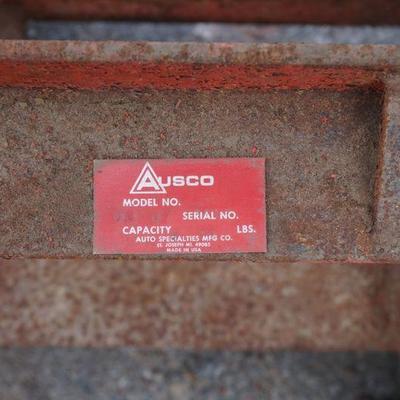 AUSCO
MODEL NO.
SERIAL NO.
CAPACITY LBS.
AUTO SPECIALTIES MFG CO.
ST. JOSEPH MI. 49085
MADE IN USA